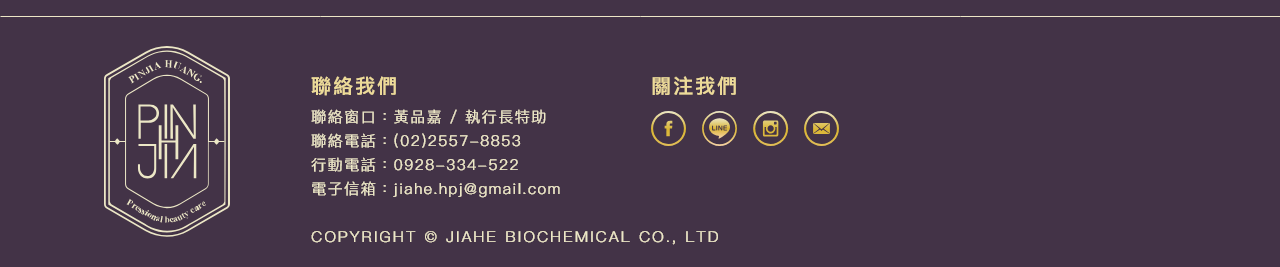 PINJIA HUANG.
PIN
H
JIA
Fressional beauty care
聯絡我們
聯絡窗口：黃品嘉 / 執行長特助
聯絡電話：(02)2557-8853
行動電話：0928-334-522
電子信箱：jiahe.hpj@gmail.com
關注我們
LINE
COPYRIGHT © JIAHE BIOCHEMICAL CO., LTD